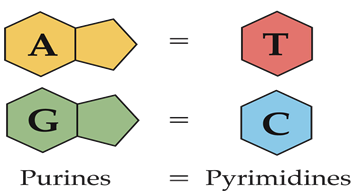 A = T
G = C
Purines = Pyrimidines